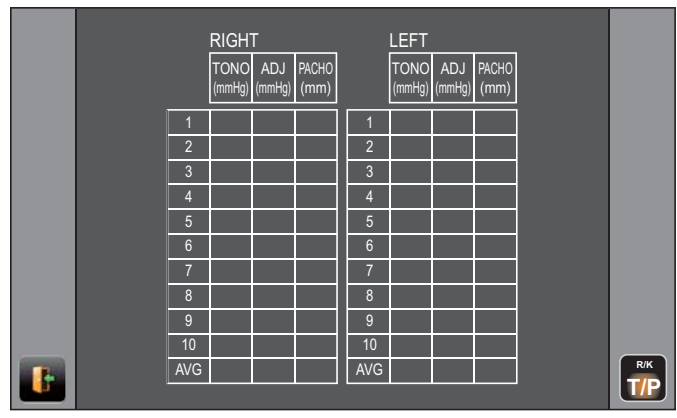 RIGHT LEFT
TONO ADJ PACHO TONO ADJ PACHO
(mmHg) (mmHg) (mm) (mmHg) (mmHg) (mm)
1 1
2 2
3 3
4 4
5 5
6 6
7 7
8 8
9 9
10 10
AVG AVG
R/K
T/P